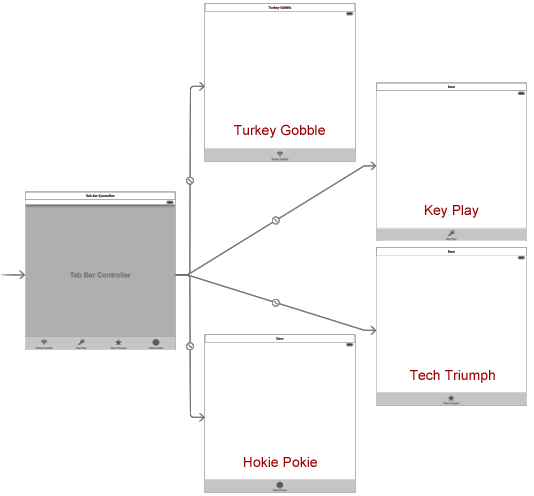 Turkey Gobble
Turkey Gobble
Turkey Gobble
Item
Key Play
Key Play
Tab Bar Controller
Tab Bar Controller
Turkey Gobble
Key Play
Tech Triumph
Hokie Pokie
Item
Tech Triumph
Tech Triumph
Item
Hokie Pokie
Hokie Pokie